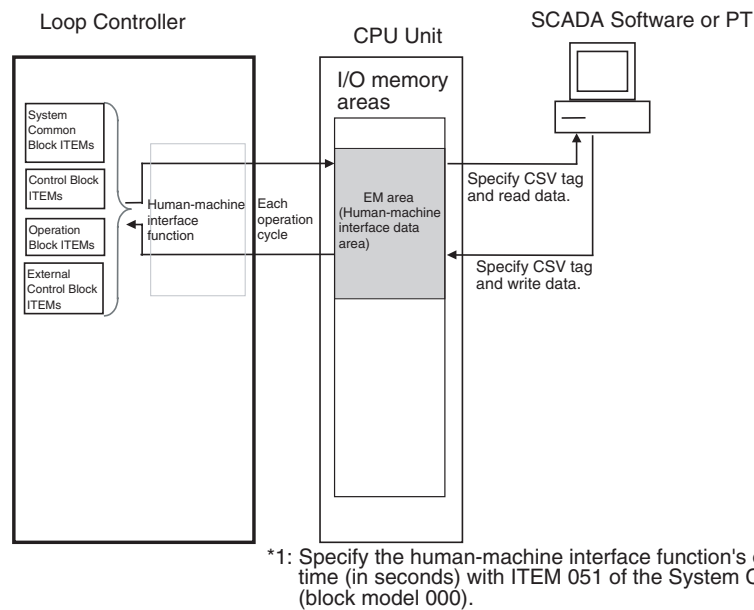 Loop Controller
CPU Unit
SCADA Software or PT
I/O memory
areas
System
Common
Block ITEMs
Control Block
ITEMs
Operation
Block ITEMs
External
Control Block
ITEMs
Human-machine
interface
function
Each
operation
cycle
EM area
(Human-machine
interface data
area)
Specify CSV tag
and read data.
Specify CSV tag
and write data.
*1: Specify the human-machine interface function's
time (in seconds) with ITEM 051 of the System
(block model 000).